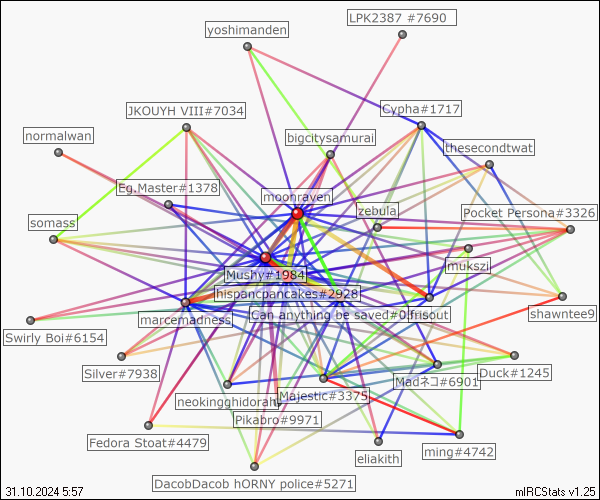 LPK2387 #7690
yoshimanden
JKOUYH VIII#7034
Cypha#1717
normalwan
bigcitysamurai
thesecondtwat
Eg.Master#1378
moonraven
zebula
Pocket Persona#3326
somass
mukszi
Mushy#1984
hispancpancakes#2928
Can anything be saved#0
frisout
shawntee9
marcemadness
Swirly Boi#6154
Silver#7938
Duck#1245
Madネコ#6901
neokingghidorah
Majestic#3375
Pikabro#9971
Fedora Stoat#4479
eliakith
ming#4742
DacobDacob hORNY police#5271
31.10.2024 5:57
mIRCStats v1.25